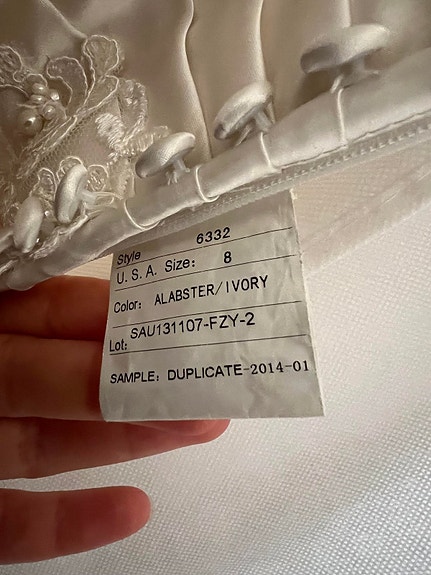 Style 6332
U. S. A. Size: 8
Color: ALABSTER/IVORY
Lot: SAU131107-FZY-2
SAMPLE: DUPLICATE-2014-01